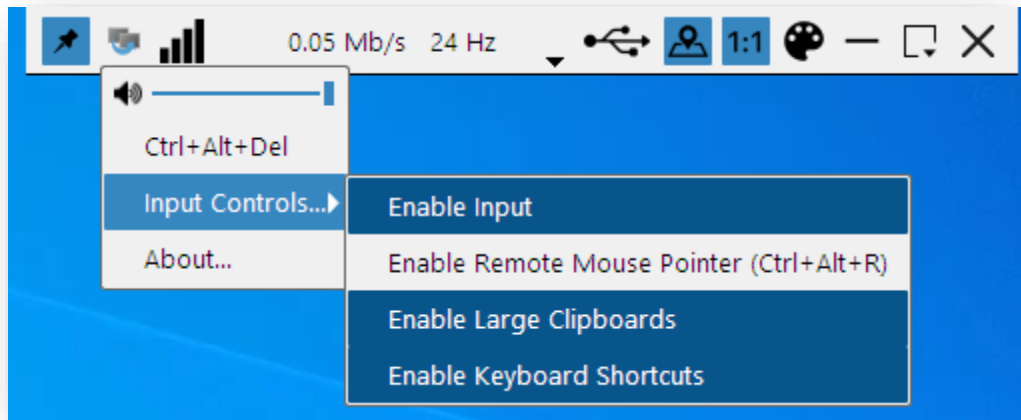 0.05 Mb/s 24 Hz 1:1
Ctrl+Alt+Del
Input Controls...
Enable Input
Enable Remote Mouse Pointer (Ctrl+Alt+R)
About...
Enable Large Clipboards
Enable Keyboard Shortcuts